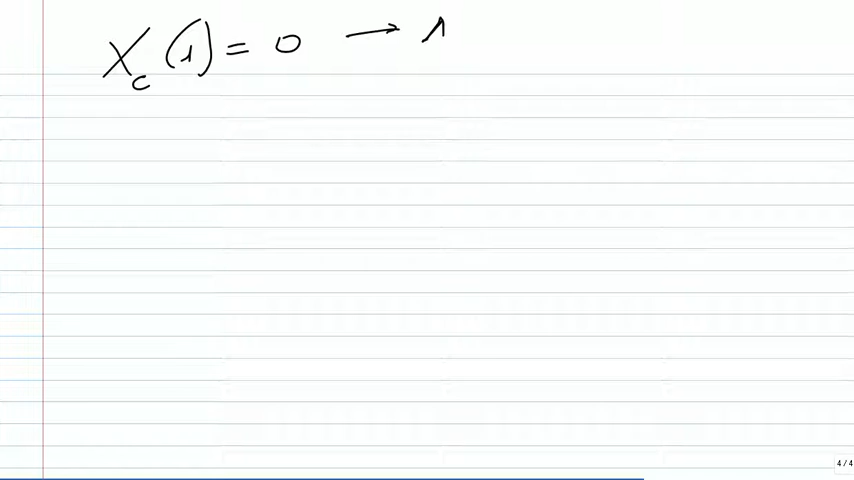 X_c (1) = 0 → 1
4/4